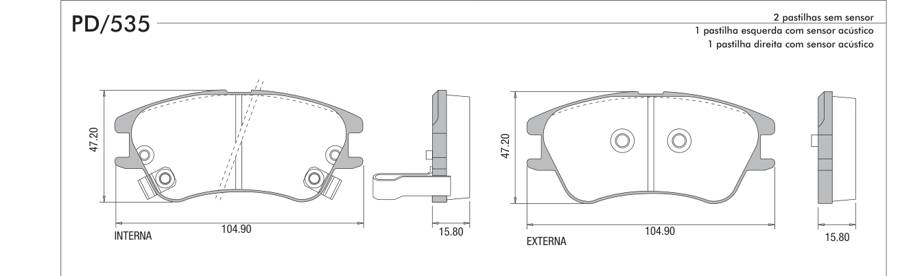 PD/535
2 pastilhas sem sensor
1 pastilha esquerda com sensor acústico
1 pastilha direita com sensor acústico
47.20
104.90
INTERNA
15.80
47.20
104.90
EXTERNA
15.80